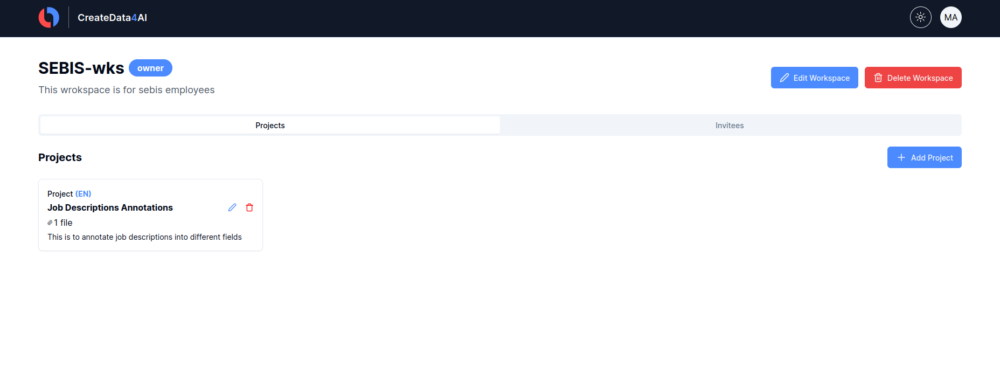 CreateData4AI
MA
SEBIS-wks owner
This wrokspace is for sebis employees
Edit Workspace
Delete Workspace
Projects
Invitees
Projects
Add Project
Project (EN)
Job Descriptions Annotations
1 file
This is to annotate job descriptions into different fields